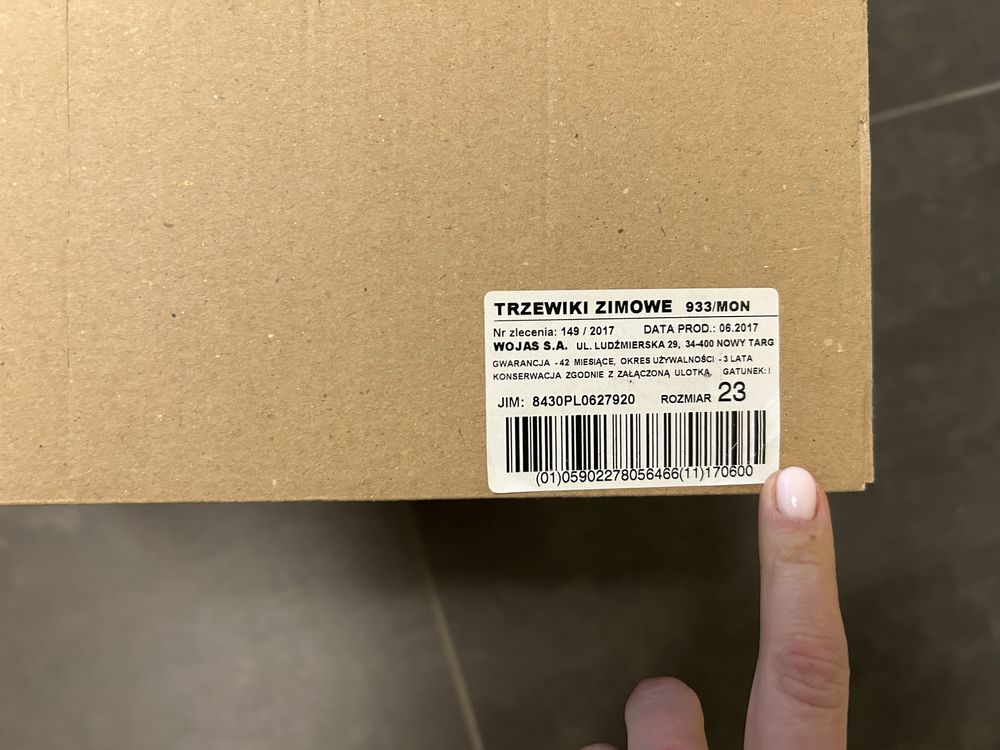 TRZEWIKI ZIMOWE 933/MON
Nr zlecenia: 149 / 2017 DATA PROD.: 06.2017
WOJAS S.A. UL. LUDŹMIERSKA 29, 34-400 NOWY TARG
GWARANCJA - 42 MIESIĄCE, OKRES UŻYWALNOŚCI - 3 LATA
KONSERWACJA ZGODNIE Z ZAŁĄCZONĄ ULOTKĄ. GATUNEK: I
JIM: 8430PL0627920 ROZMIAR 23
(01)05902278056466(11)170600